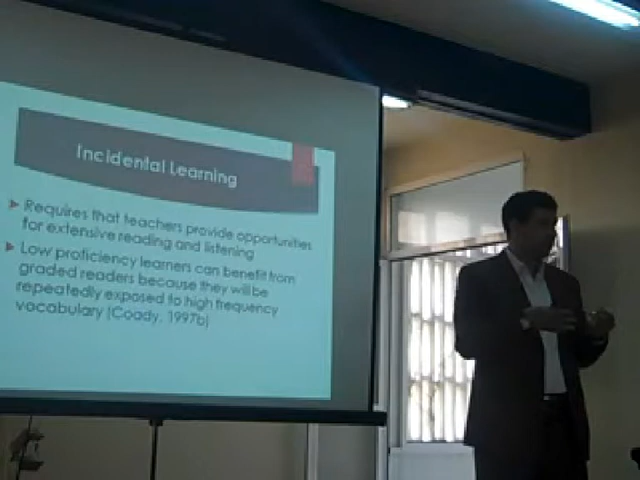 Incidental Learning
Requires that teachers provide opportunities
for extensive reading and listening
Low proficiency learners can benefit from
graded readers because they will be
repeatedly exposed to high frequency
vocabulary (Coady, 1997b)